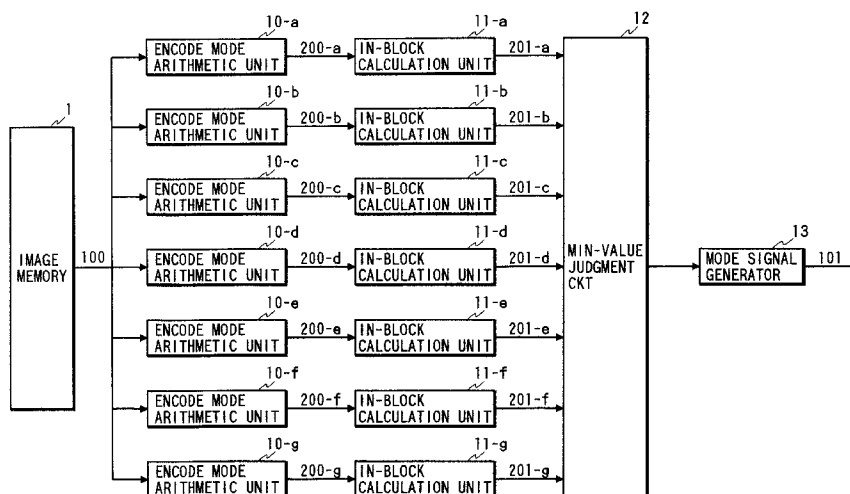 10-a
11-a
12
ENCODE MODE
ARITHMETIC UNIT
200-a
IN-BLOCK
CALCULATION UNIT
201-a
10-b
11-b
ENCODE MODE
ARITHMETIC UNIT
200-b
IN-BLOCK
CALCULATION UNIT
201-b
1
10-c
11-c
ENCODE MODE
ARITHMETIC UNIT
200-c
IN-BLOCK
CALCULATION UNIT
201-c
IMAGE
MEMORY
100
10-d
11-d
ENCODE MODE
ARITHMETIC UNIT
200-d
IN-BLOCK
CALCULATION UNIT
201-d
MIN-VALUE
JUDGMENT
CKT
13
MODE SIGNAL
GENERATOR
101
10-e
11-e
ENCODE MODE
ARITHMETIC UNIT
200-e
IN-BLOCK
CALCULATION UNIT
201-e
10-f
11-f
ENCODE MODE
ARITHMETIC UNIT
200-f
IN-BLOCK
CALCULATION UNIT
201-f
10-g
11-g
ENCODE MODE
ARITHMETIC UNIT
200-g
IN-BLOCK
CALCULATION UNIT
201-g